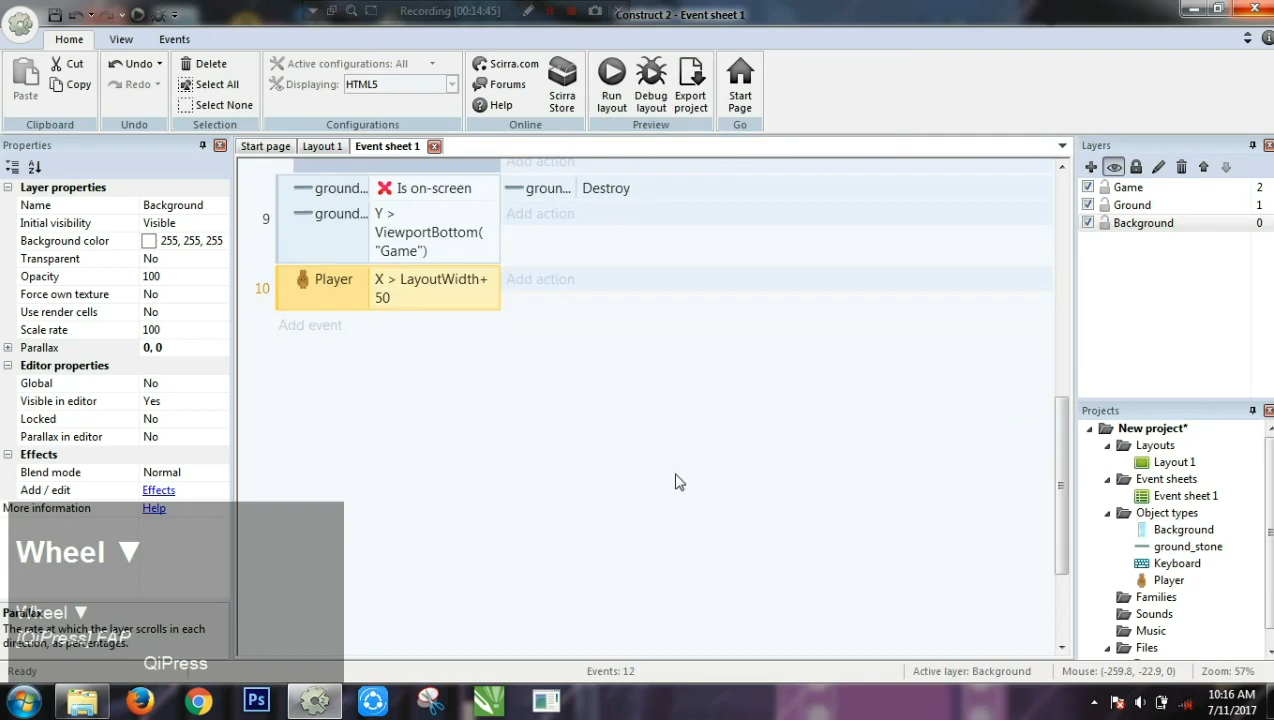 Recording [00:14:45]
Construct 2 - Event sheet 1
Home View Events
Paste
Cut
Copy
Clipboard
Undo
Redo
Undo
Delete
Select All
Select None
Selection
Active configurations: All
Displaying: HTML5
Configurations
Scirra.com
Forums
Help
Scirra Store
Online
Run layout
Debug layout
Export project
Preview
Start Page
Go
Properties
Layer properties
Name Background
Initial visibility Visible
Background color 255, 255, 255
Transparent No
Opacity 100
Force own texture No
Use render cells No
Scale rate 100
Parallax 0, 0
Editor properties
Global No
Visible in editor Yes
Locked No
Parallax in editor No
Effects
Blend mode Normal
Add / edit Effects
More information Help
Wheel ▼
Wheel ▼
[QiPress] FAP
QiPress
The rate at which the layer scrolls in each
direction, as percentages.
Start page Layout 1 Event sheet 1
Add action
9
ground... Is on-screen groun... Destroy
ground... Y > Add action
ViewportBottom(
"Game")
10
Player X > LayoutWidth+ Add action
50
Add event
Layers
Game 2
Ground 1
Background 0
Projects
New project*
Layouts
Layout 1
Event sheets
Event sheet 1
Object types
Background
ground_stone
Keyboard
Player
Families
Sounds
Music
Files
Ready Events: 12 Active layer: Background Mouse: (-259.8, -22.9, 0) Zoom: 57%
Ps
10:16 AM
7/11/2017